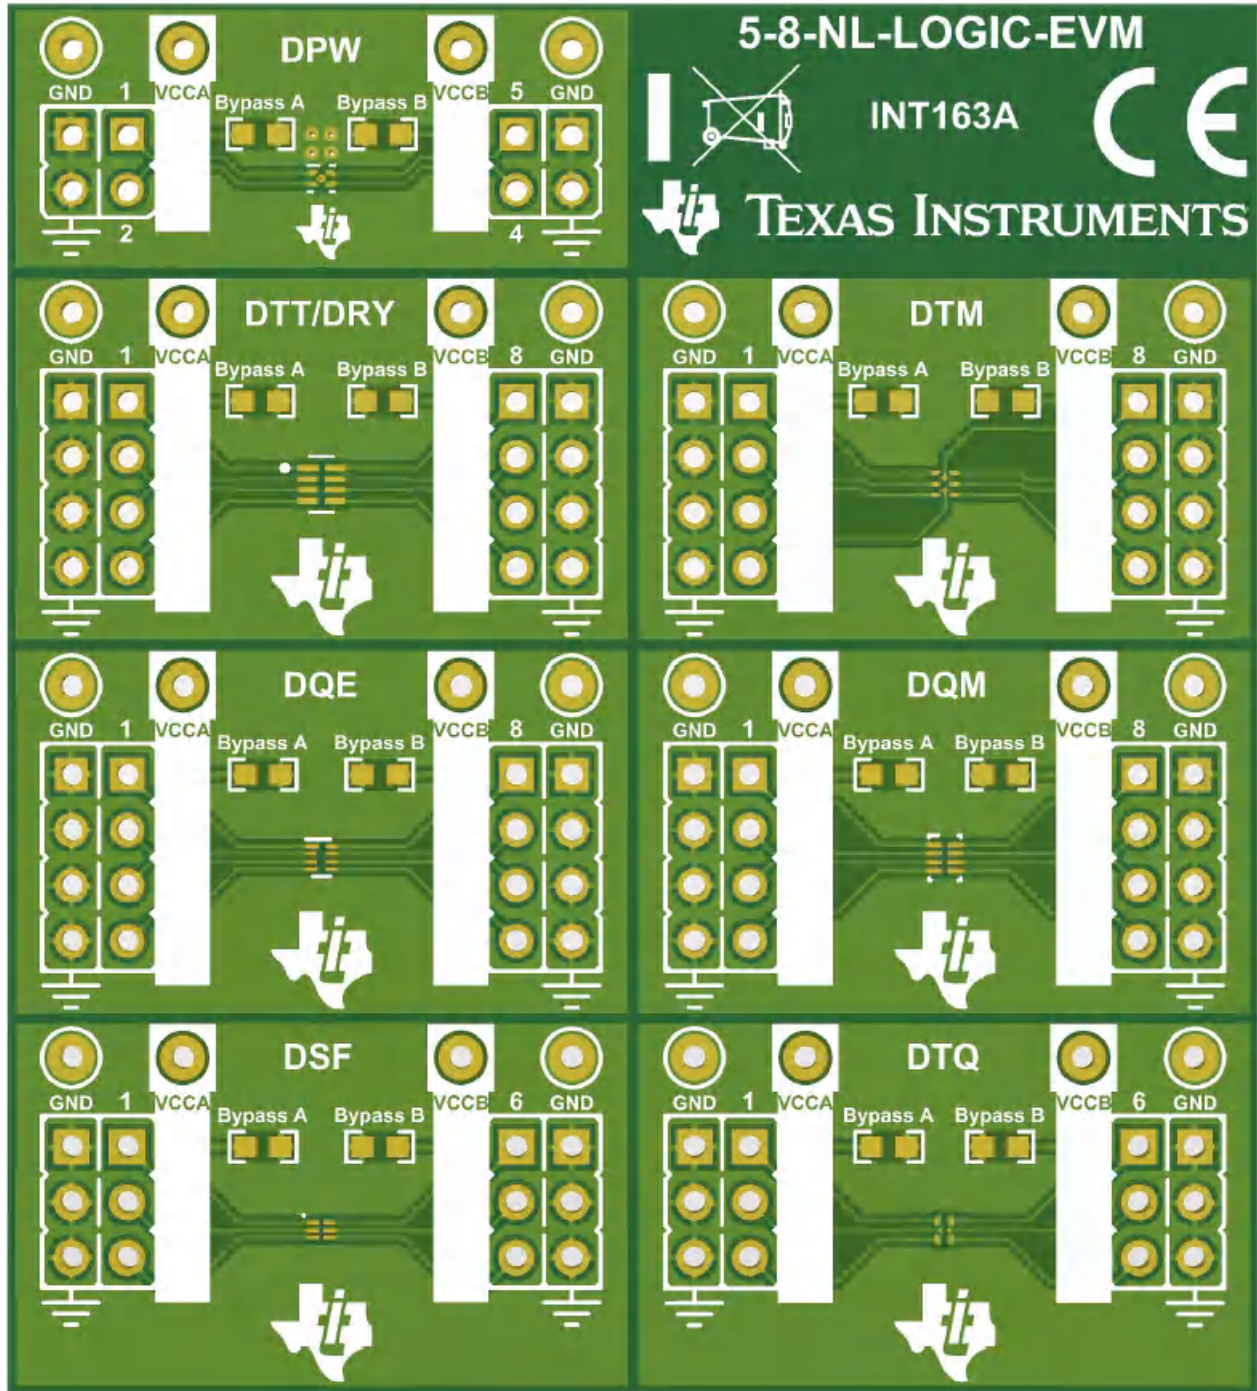 DPW
GND 1 VCCA Bypass A Bypass B VCCB 5 GND
2 4
5-8-NL-LOGIC-EVM
INT163A
CE
TEXAS INSTRUMENTS
DTT/DRY
GND 1 VCCA Bypass A Bypass B VCCB 8 GND
DTM
GND 1 VCCA Bypass A Bypass B VCCB 8 GND
DQE
GND 1 VCCA Bypass A Bypass B VCCB 8 GND
DQM
GND 1 VCCA Bypass A Bypass B VCCB 8 GND
DSF
GND 1 VCCA Bypass A Bypass B VCCB 6 GND
DTQ
GND 1 VCCA Bypass A Bypass B VCCB 6 GND